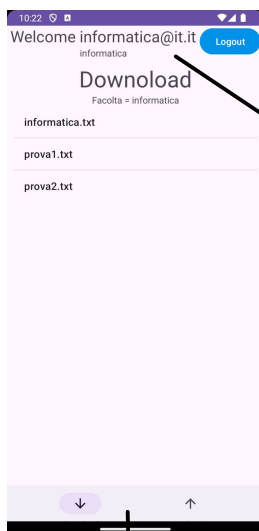 10:22
Welcome informatica@it.it
Logout
informatica
Downoload
Facolta = informatica
informatica.txt
prova1.txt
prova2.txt